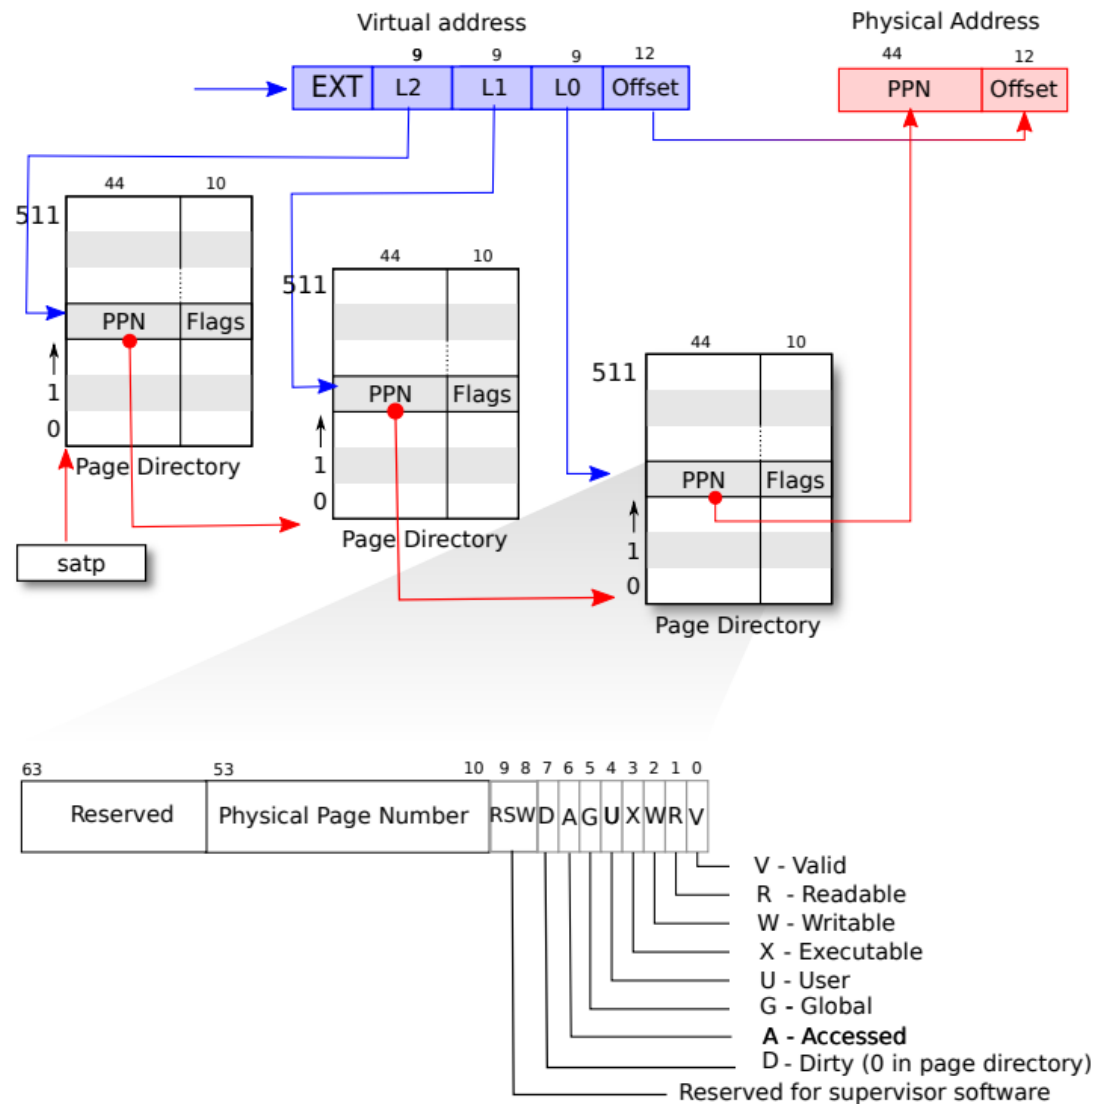 Virtual address
Physical Address
9 9 9 12
44 12
EXT L2 L1 L0 Offset
PPN Offset
44 10
511
PPN Flags
1
0
Page Directory
satp
44 10
511
PPN Flags
1
0
Page Directory
44 10
511
PPN Flags
1
0
Page Directory
63 53 10 9 8 7 6 5 4 3 2 1 0
Reserved Physical Page Number RSW D A G U X W R V
V - Valid
R - Readable
W - Writable
X - Executable
U - User
G - Global
A - Accessed
D - Dirty (0 in page directory)
Reserved for supervisor software